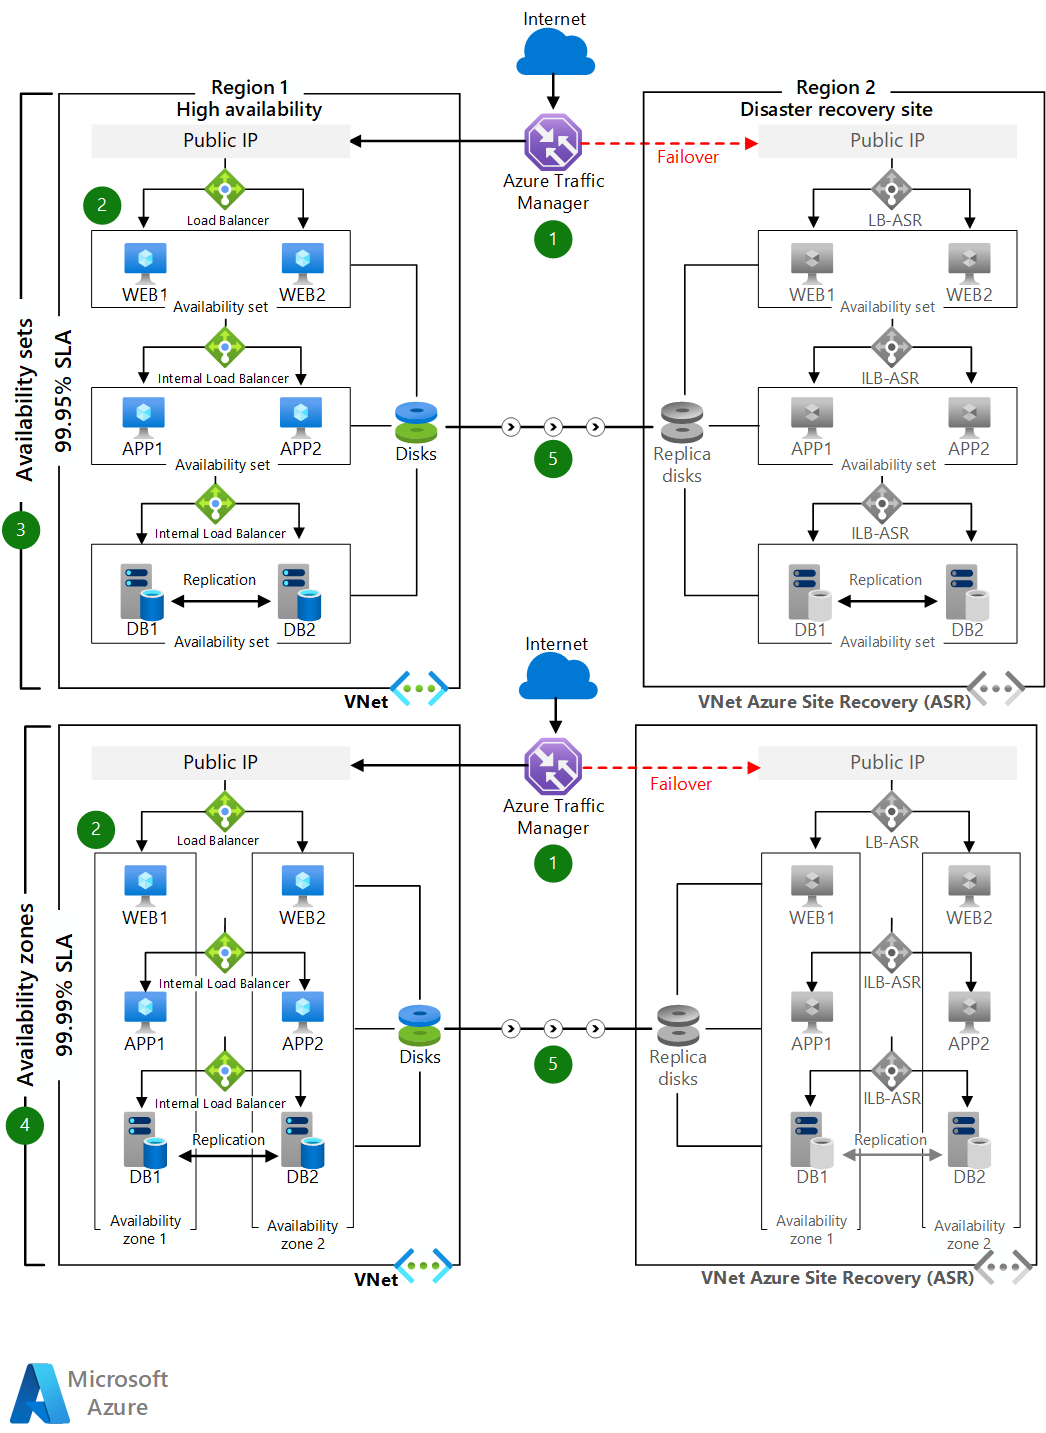 Internet
Region 1
High availability
Region 2
Disaster recovery site
Public IP
Public IP
Failover
Azure Traffic
Manager
1
2
Load Balancer
LB-ASR
WEB1
WEB2
Availability set
WEB1
WEB2
Availability set
Internal Load Balancer
ILB-ASR
Availability sets
99.95% SLA
3
APP1
APP2
Availability set
Disks
5
Replica
disks
APP1
APP2
Availability set
Internal Load Balancer
ILB-ASR
Replication
DB1
DB2
Availability set
Replication
DB1
DB2
Availability set
VNet
VNet Azure Site Recovery (ASR)
Internet
Public IP
Public IP
Failover
Azure Traffic
Manager
1
2
Load Balancer
LB-ASR
WEB1
WEB2
WEB1
WEB2
Availability zones
99.99% SLA
4
Internal Load Balancer
ILB-ASR
APP1
APP2
Disks
5
Replica
disks
APP1
APP2
Internal Load Balancer
ILB-ASR
Replication
DB1
DB2
Replication
DB1
DB2
Availability
zone 1
Availability
zone 2
Availability
zone 1
Availability
zone 2
VNet
VNet Azure Site Recovery (ASR)
Microsoft
Azure